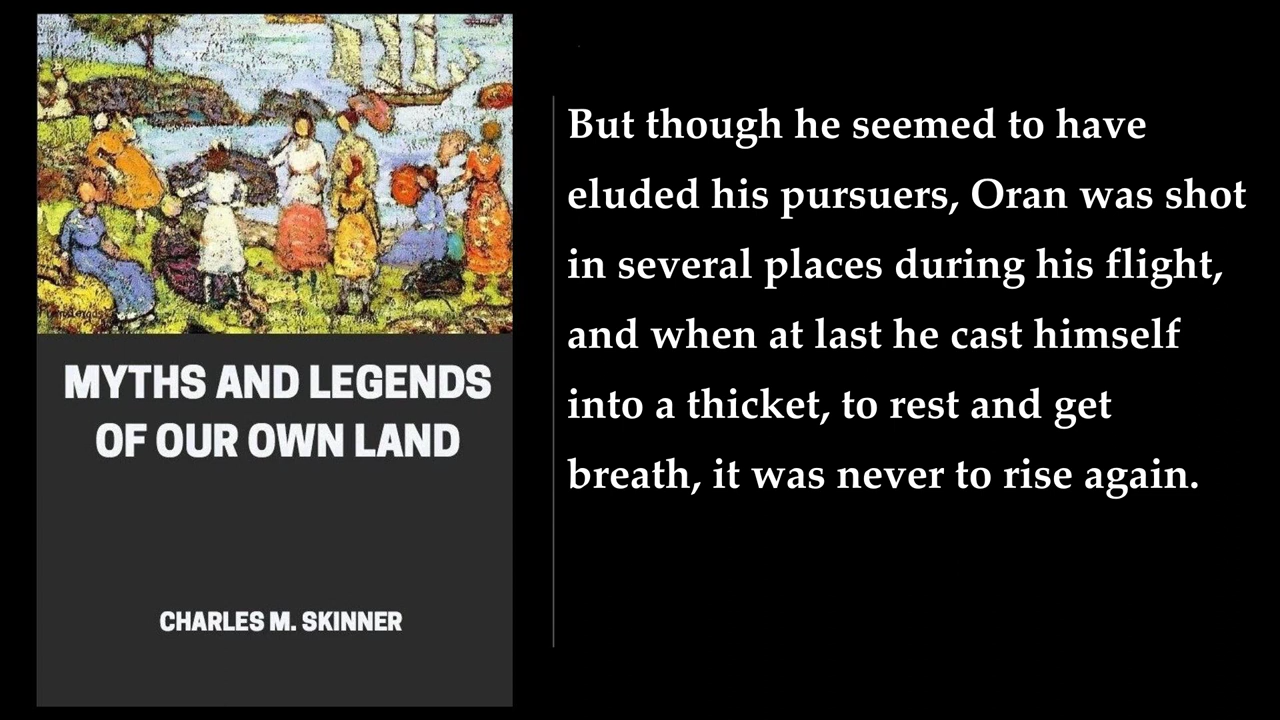 MYTHS AND LEGENDS
OF OUR OWN LAND
CHARLES M. SKINNER
But though he seemed to have
eluded his pursuers, Oran was shot
in several places during his flight,
and when at last he cast himself
into a thicket, to rest and get
breath, it was never to rise again.